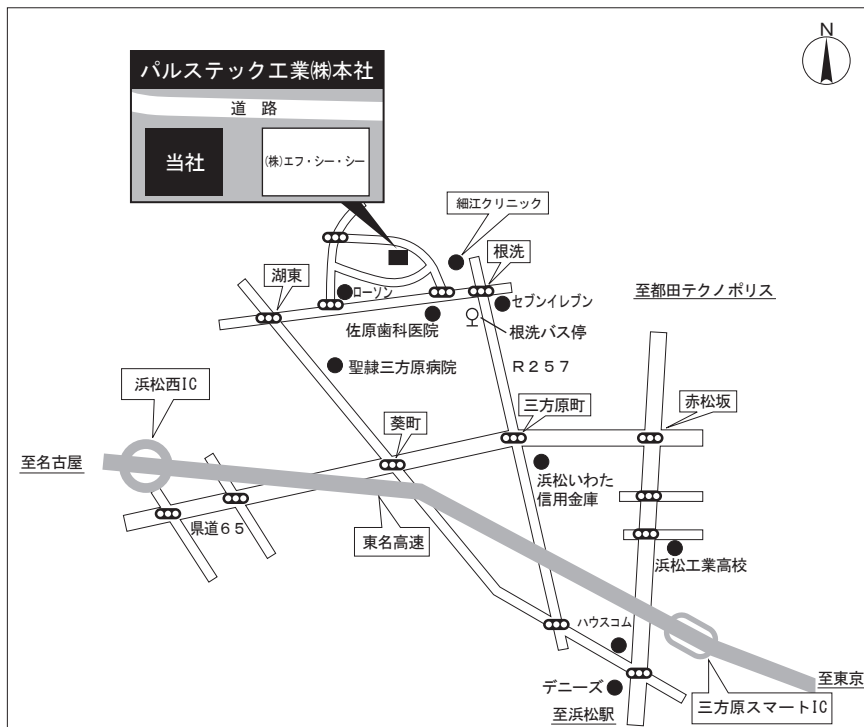 N
パルステック工業㈱本社
道 路
当社
(株)エフ・シー・シー
細江クリニック
根洗
湖東
ローソン
セブンイレブン
至都田テクノポリス
佐原歯科医院
根洗バス停
聖隷三方原病院
R257
浜松西IC
三方原町
赤松坂
葵町
至名古屋
浜松いわた
信用金庫
県道65
東名高速
浜松工業高校
ハウスコム
デニーズ
至東京
三方原スマートIC
至浜松駅